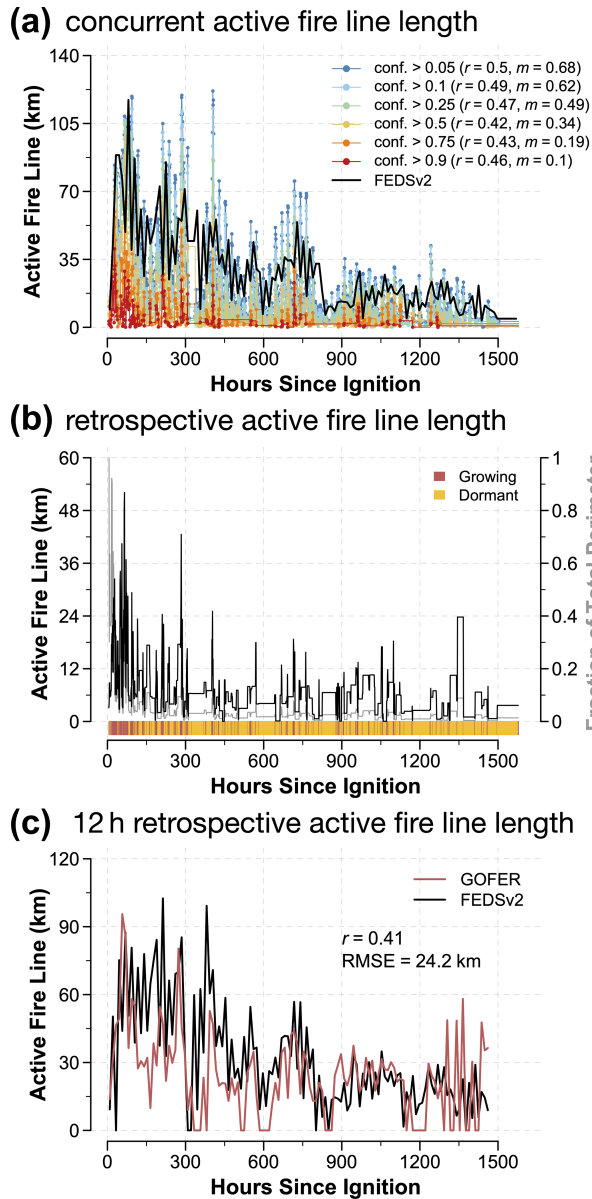 (a) concurrent active fire line length
140
105
70
35
0
Active Fire Line (km)
conf. > 0.05 (r = 0.5, m = 0.68)
conf. > 0.1 (r = 0.49, m = 0.62)
conf. > 0.25 (r = 0.47, m = 0.49)
conf. > 0.5 (r = 0.42, m = 0.34)
conf. > 0.75 (r = 0.43, m = 0.19)
conf. > 0.9 (r = 0.46, m = 0.1)
FEDSv2
0 300 600 900 1200 1500
Hours Since Ignition
(b) retrospective active fire line length
60
48
36
24
12
0
Active Fire Line (km)
Growing
Dormant
1
0.8
0.6
0.4
0.2
0
Fraction of Total Perimeter
0 300 600 900 1200 1500
Hours Since Ignition
(c) 12 h retrospective active fire line length
120
90
60
30
0
Active Fire Line (km)
GOFER
FEDSv2
r = 0.41
RMSE = 24.2 km
0 300 600 900 1200 1500
Hours Since Ignition